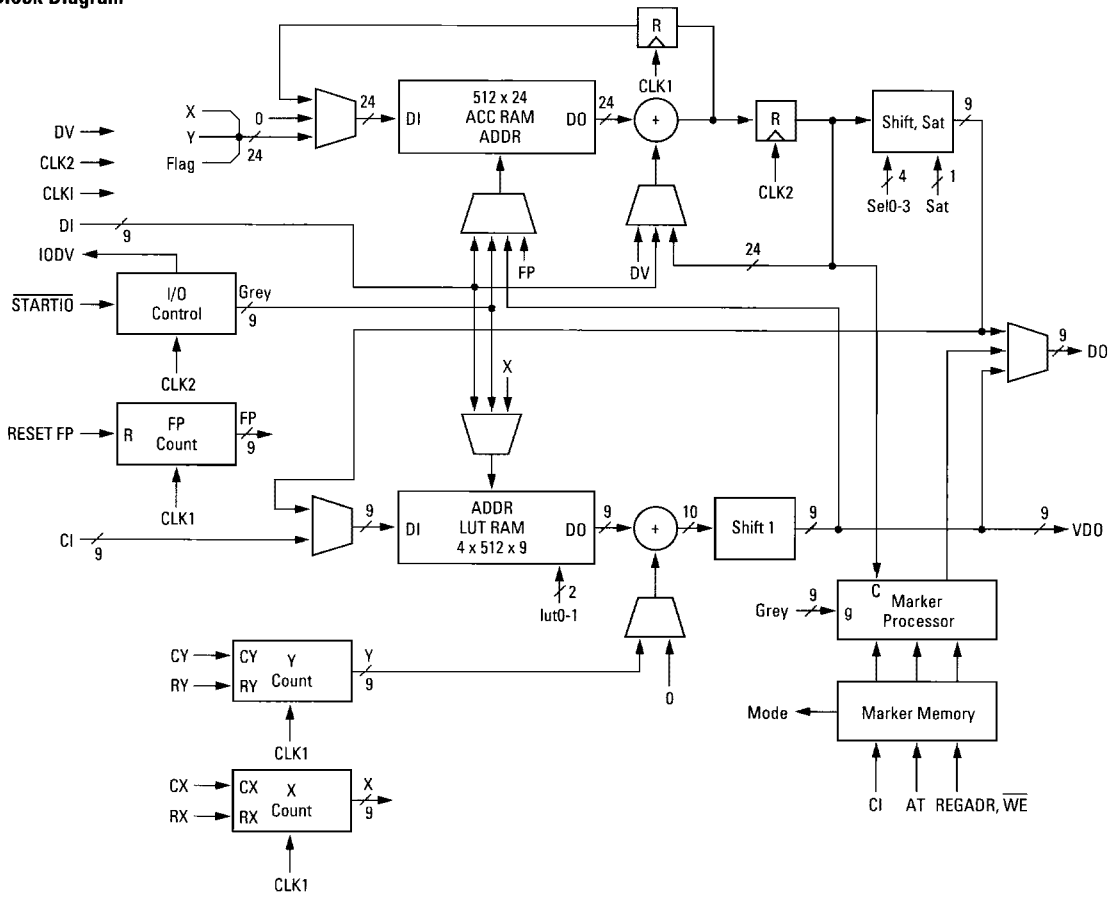 Block Diagram
R
CLK1
X
Y
Flag
0
24
24
DI
512 x 24
ACC RAM
ADDR
DO
24
+
R
CLK2
Shift, Sat
9
4
1
Sel0-3
Sat
DV
CLK2
CLKI
DI
9
IODV
STARTIO
I/O
Control
Grey
9
CLK2
FP
DV
24
X
9
DO
RESET FP
R
FP
Count
FP
9
CLK1
CI
9
9
DI
ADDR
LUT RAM
4 x 512 x 9
DO
9
2
lut0-1
+
10
Shift 1
9
9
VDO
0
C
Grey
9
g
Marker
Processor
CY
RY
CY
RY
Y
Count
Y
9
CLK1
Mode
Marker Memory
CI
AT
REGADR, WE
CX
RX
CX
RX
X
Count
X
9
CLK1